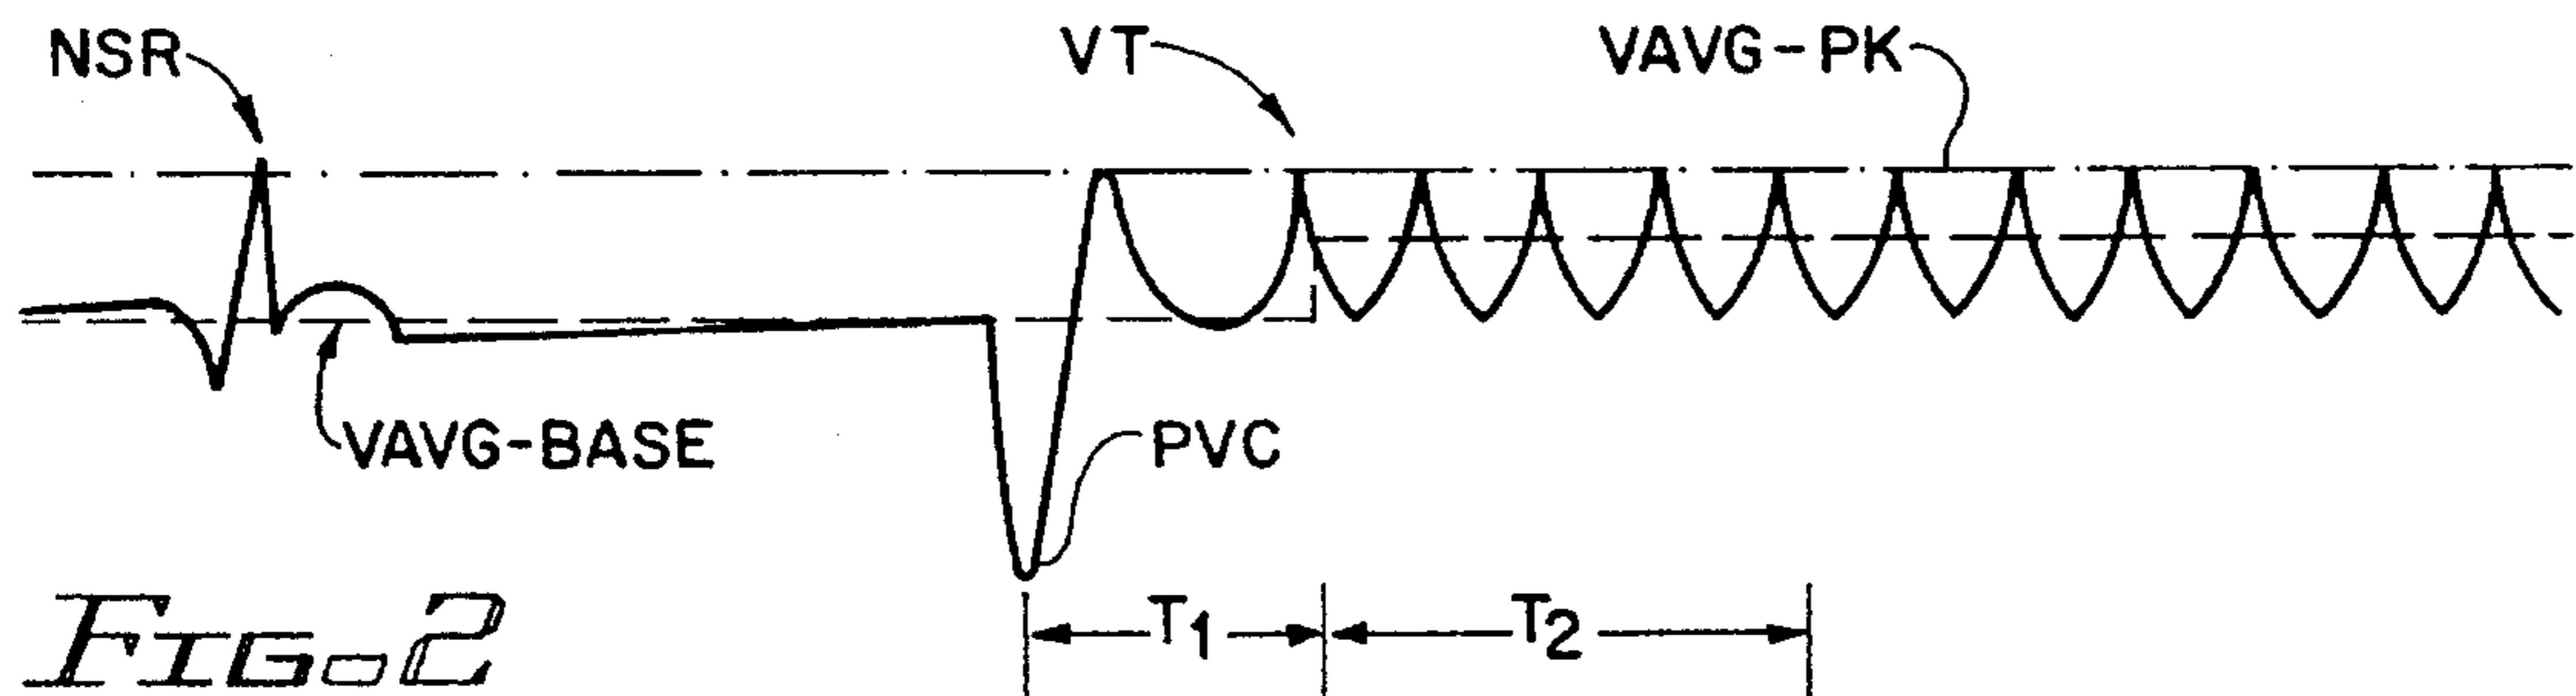 NSR
VT
VAVG-PK
VAVG-BASE
PVC
T1
T2
FIG. 2